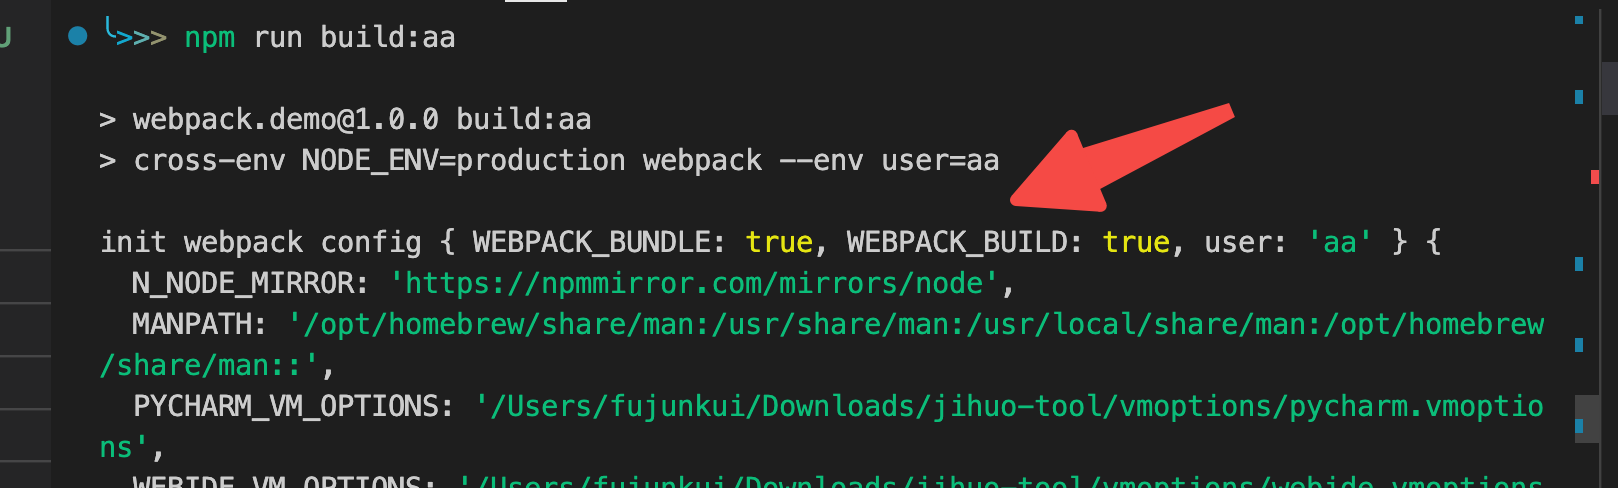 >>> npm run build:aa
> webpack.demo@1.0.0 build:aa
> cross-env NODE_ENV=production webpack --env user=aa
init webpack config { WEBPACK_BUNDLE: true, WEBPACK_BUILD: true, user: 'aa' } {
N_NODE_MIRROR: 'https://npmmirror.com/mirrors/node',
MANPATH: '/opt/homebrew/share/man:/usr/share/man:/usr/local/share/man:/opt/homebrew
/share/man::',
PYCHARM_VM_OPTIONS: '/Users/fujunkui/Downloads/jihuo-tool/vmoptions/pycharm.vmoptio
ns',
WEBIDE_VM_OPTIONS: '/Users/fujunkui/Downloads/jihuo-tool/vmoptions/webide.vmoptions